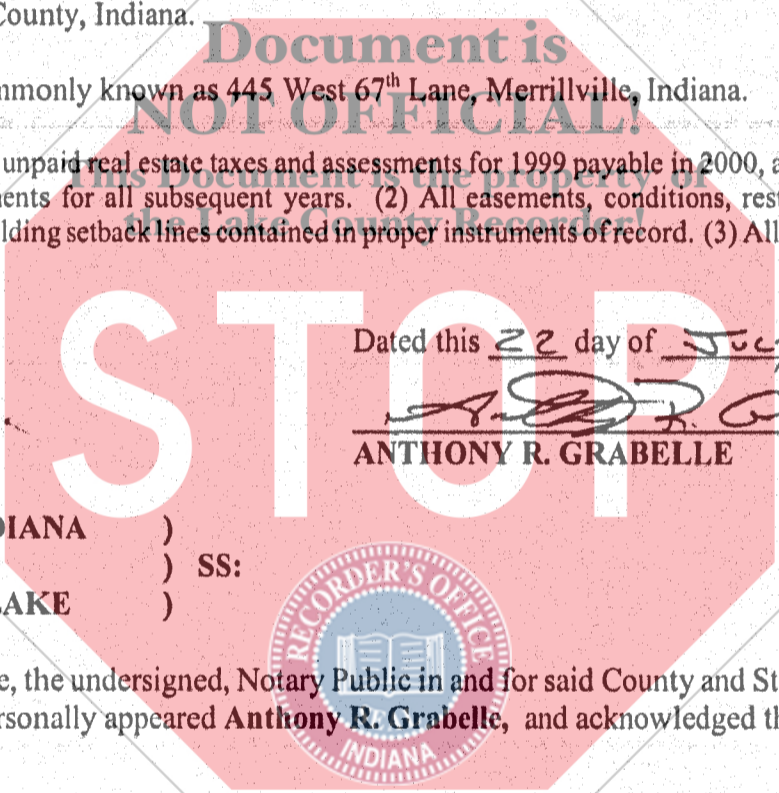 County, Indiana.
Document is
mmonly known as 445 West 67th Lane, Merrillville, Indiana.
NOT OFFICIAL!
unpaid real estate taxes and assessments for 1999 payable in 2000, a
This Document is the property of
ents for all subsequent years. (2) All easements, conditions, rest
the Lake County Recorder!
lding setback lines contained in proper instruments of record. (3) All
STOP
Dated this 22 day of
ANTHONY R. GRABELLE
DIANA )
) SS:
LAKE )
RECORDER'S OFFICE
INDIANA
e, the undersigned, Notary Public in and for said County and St
ersonally appeared Anthony R. Grabelle, and acknowledged th